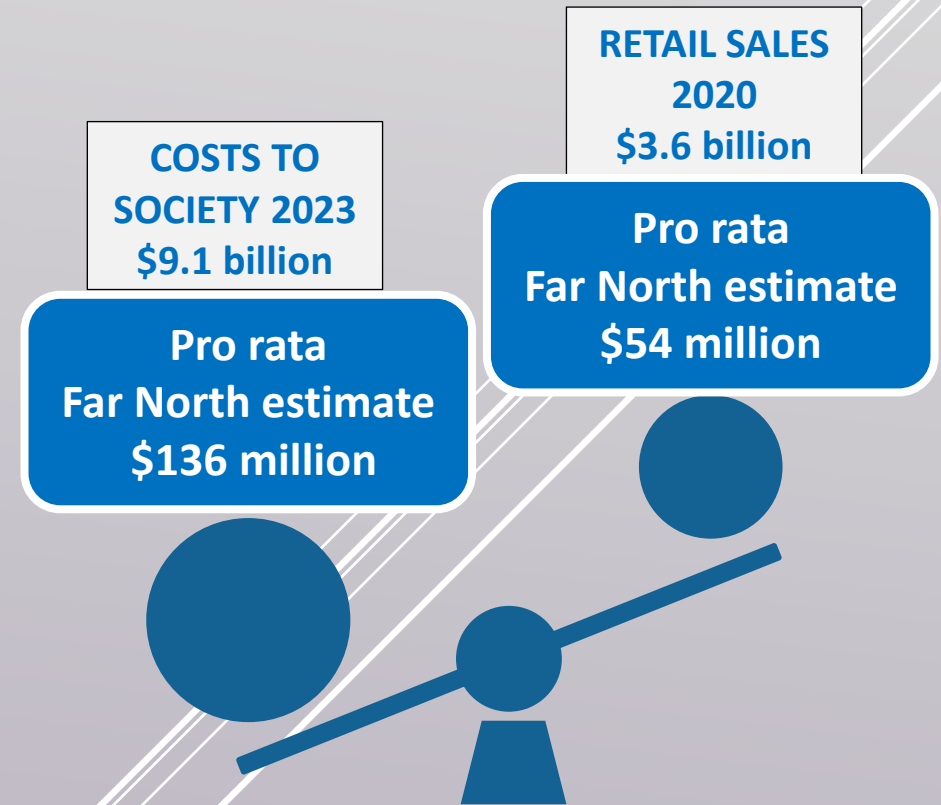 COSTS TO
SOCIETY 2023
$9.1 billion
Pro rata
Far North estimate
$136 million
RETAIL SALES
2020
$3.6 billion
Pro rata
Far North estimate
$54 million